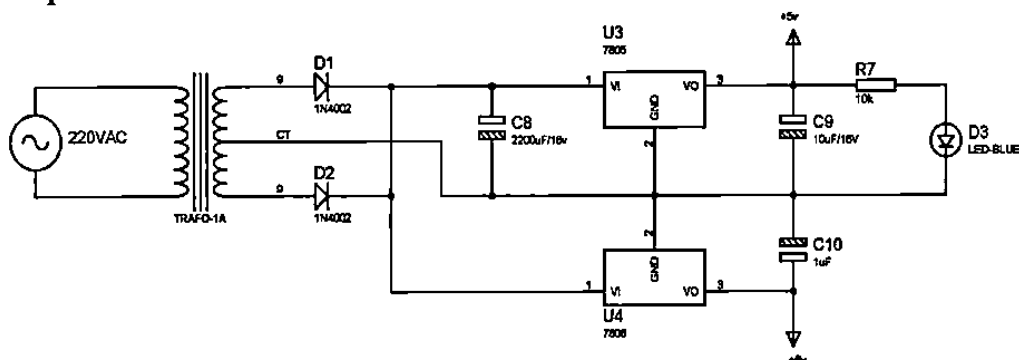 +5v
U3
7805
D1
R7
9
1
VI
VO
3
1N4002
10k
GND
220VAC
C8
2200uF/16v
C9
10uF/16V
D3
LED-BLUE
CT
2
D2
9
1N4002
TRAFO-1A
2
C10
1uF
GND
1
VI
VO
3
U4